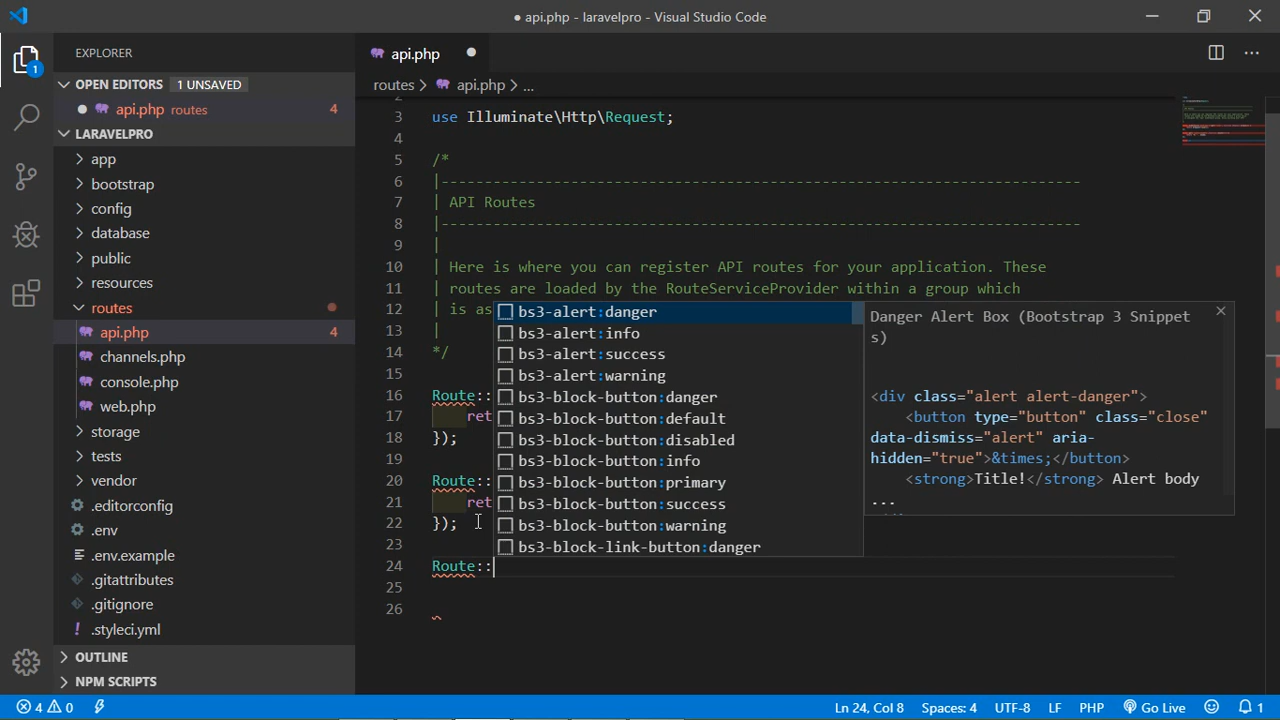 ● api.php - laravelpro - Visual Studio Code
EXPLORER
OPEN EDITORS 1 UNSAVED
● api.php routes 4
LARAVELPRO
app
bootstrap
config
database
public
resources
routes
api.php 4
channels.php
console.php
web.php
storage
tests
vendor
.editorconfig
.env
.env.example
.gitattributes
.gitignore
! .styleci.yml
OUTLINE
NPM SCRIPTS
1
api.php ●
routes > api.php > ...
2
3 use Illuminate\Http\Request;
4
5 /*
6 |--------------------------------------------------------------------------
7 | API Routes
8 |--------------------------------------------------------------------------
9 |
10 | Here is where you can register API routes for your application. These
11 | routes are loaded by the RouteServiceProvider within a group which
12 | is as
13 |
14 */
15
16 Route::
17 ret
18 });
19
20 Route::
21 ret
22 });
23
24 Route::
25
26
bs3-alert:danger
bs3-alert:info
bs3-alert:success
bs3-alert:warning
bs3-block-button:danger
bs3-block-button:default
bs3-block-button:disabled
bs3-block-button:info
bs3-block-button:primary
bs3-block-button:success
bs3-block-button:warning
bs3-block-link-button:danger
Danger Alert Box (Bootstrap 3 Snippet
s)
<div class="alert alert-danger">
<button type="button" class="close"
data-dismiss="alert" aria-
hidden="true">&times;</button>
<strong>Title!</strong> Alert body
...
4 0
Ln 24, Col 8 Spaces: 4 UTF-8 LF PHP Go Live 1